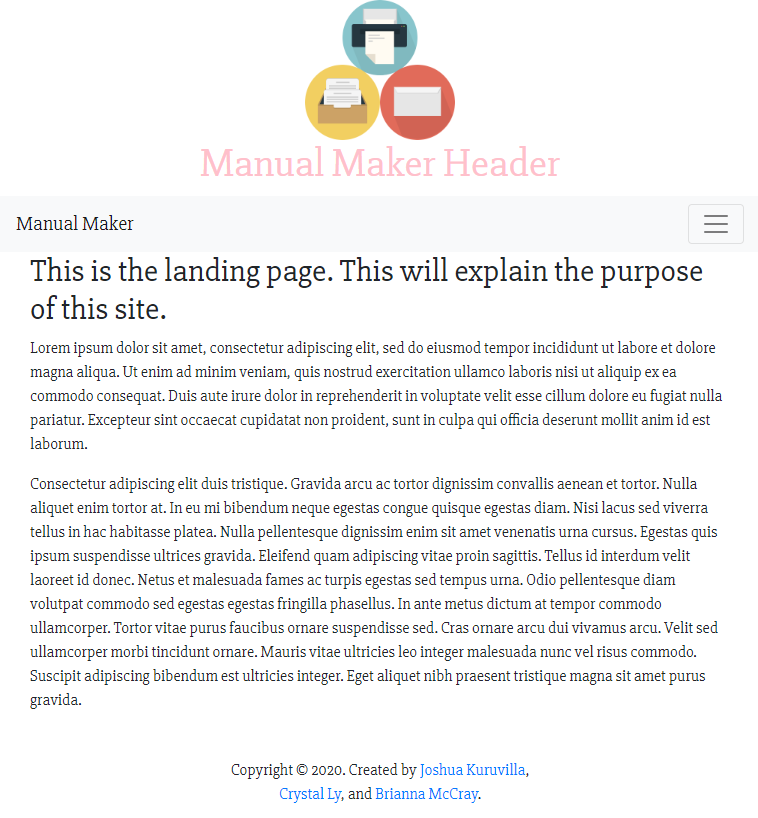 Manual Maker Header
Manual Maker
This is the landing page. This will explain the purpose
of this site.
Lorem ipsum dolor sit amet, consectetur adipiscing elit, sed do eiusmod tempor incididunt ut labore et dolore
magna aliqua. Ut enim ad minim veniam, quis nostrud exercitation ullamco laboris nisi ut aliquip ex ea
commodo consequat. Duis aute irure dolor in reprehenderit in voluptate velit esse cillum dolore eu fugiat nulla
pariatur. Excepteur sint occaecat cupidatat non proident, sunt in culpa qui officia deserunt mollit anim id est
laborum.
Consectetur adipiscing elit duis tristique. Gravida arcu ac tortor dignissim convallis aenean et tortor. Nulla
aliquet enim tortor at. In eu mi bibendum neque egestas congue quisque egestas diam. Nisi lacus sed viverra
tellus in hac habitasse platea. Nulla pellentesque dignissim enim sit amet venenatis urna cursus. Egestas quis
ipsum suspendisse ultrices gravida. Eleifend quam adipiscing vitae proin sagittis. Tellus id interdum velit
laoreet id donec. Netus et malesuada fames ac turpis egestas sed tempus urna. Odio pellentesque diam
volutpat commodo sed egestas egestas fringilla phasellus. In ante metus dictum at tempor commodo
ullamcorper. Tortor vitae purus faucibus ornare suspendisse sed. Cras ornare arcu dui vivamus arcu. Velit sed
ullamcorper morbi tincidunt ornare. Mauris vitae ultricies leo integer malesuada nunc vel risus commodo.
Suscipit adipiscing bibendum est ultricies integer. Eget aliquet nibh praesent tristique magna sit amet purus
gravida.
Copyright © 2020. Created by Joshua Kuruvilla,
Crystal Ly, and Brianna McCray.